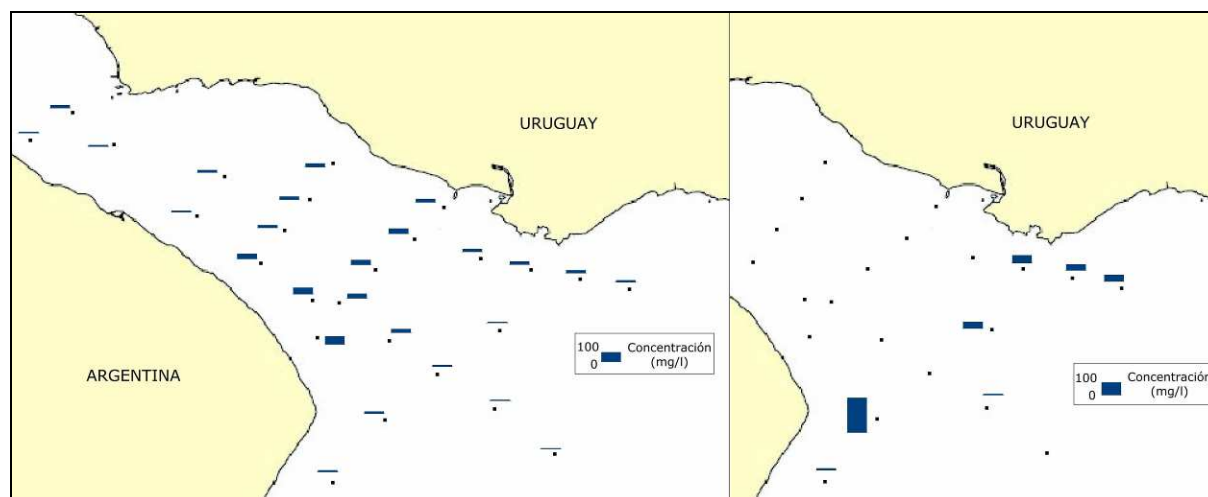 URUGUAY
ARGENTINA
100
0
Concentración
(mg/l)
URUGUAY
100
0
Concentración
(mg/l)